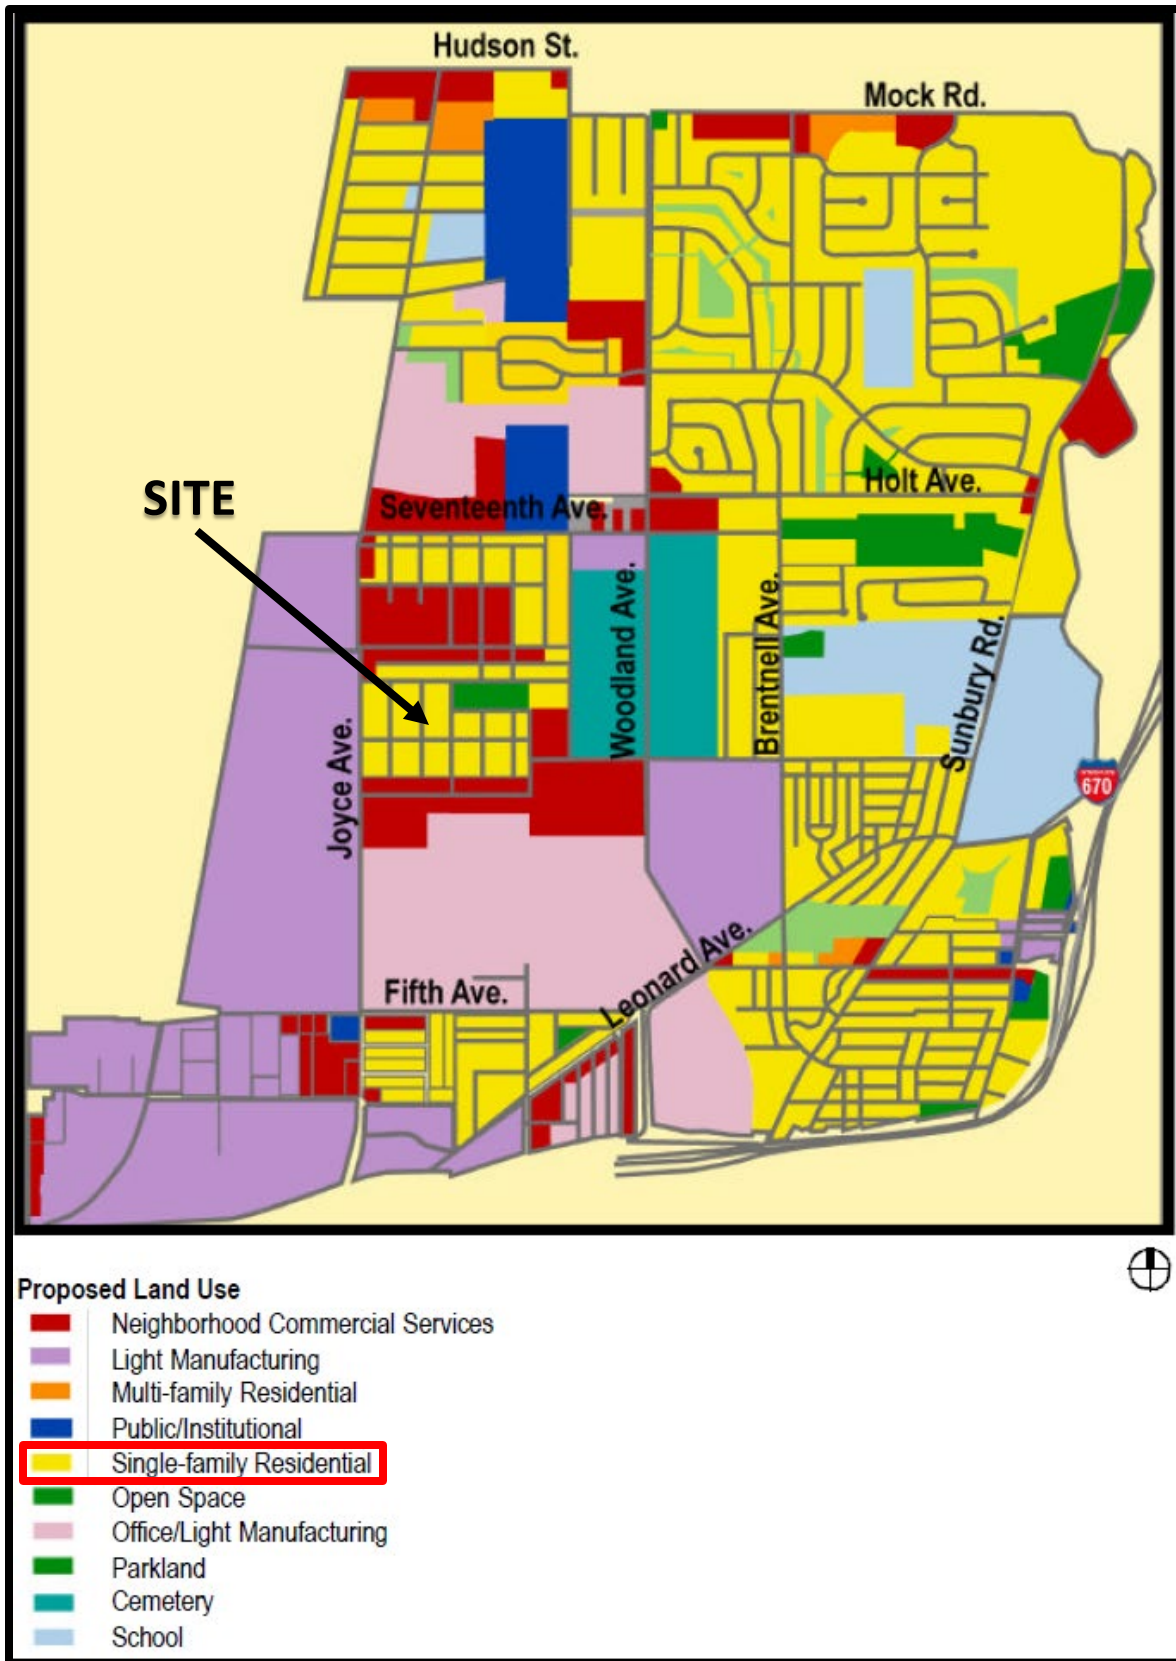 Hudson St.
Mock Rd.
SITE
Holt Ave.
Seventeenth Ave.
Woodland Ave.
Brentnell Ave.
Sunbury Rd.
Joyce Ave.
670
Leonard Ave.
Fifth Ave.
Proposed Land Use
Neighborhood Commercial Services
Light Manufacturing
Multi-family Residential
Public/Institutional
Single-family Residential
Open Space
Office/Light Manufacturing
Parkland
Cemetery
School